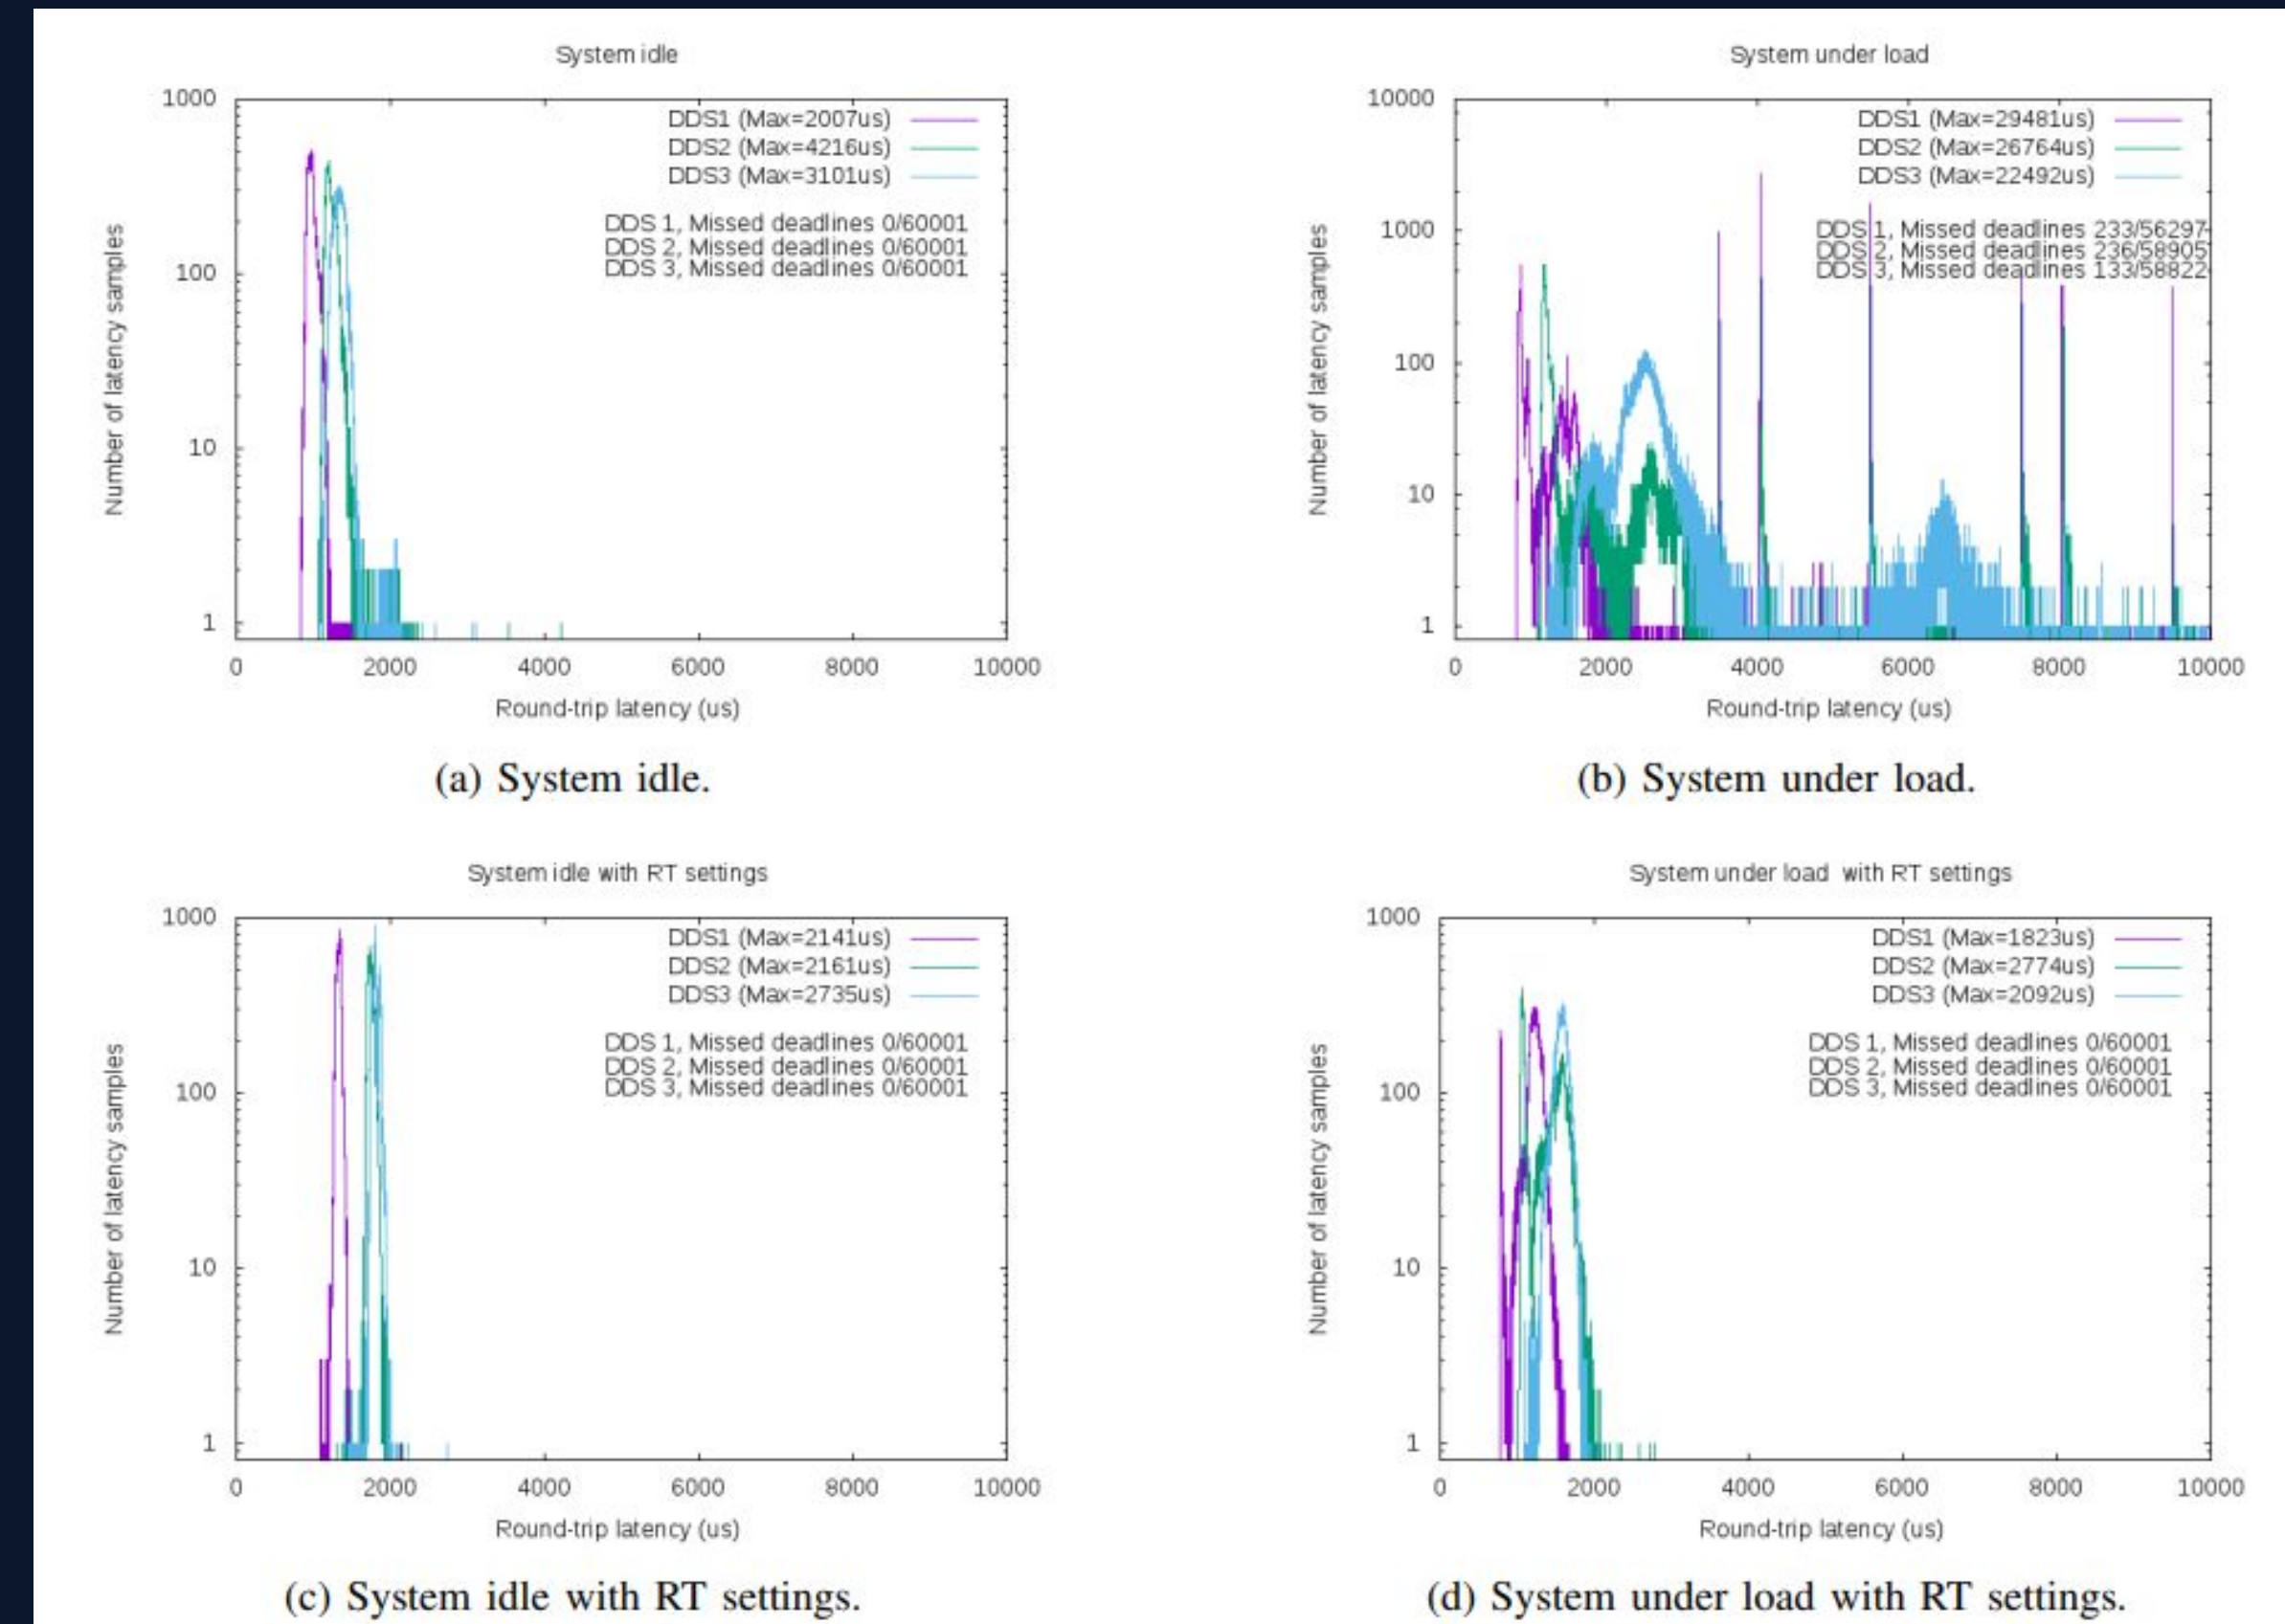 System idle
1000
100
10
1
Number of latency samples
DDS1 (Max=2007us)
DDS2 (Max=4216us)
DDS3 (Max=3101us)
DDS 1, Missed deadlines 0/60001
DDS 2, Missed deadlines 0/60001
DDS 3, Missed deadlines 0/60001
0 2000 4000 6000 8000 10000
Round-trip latency (us)
(a) System idle.
System under load
10000
1000
100
10
1
Number of latency samples
DDS1 (Max=29481us)
DDS2 (Max=26764us)
DDS3 (Max=22492us)
DDS 1, Missed deadlines 233/56297
DDS 2, Missed deadlines 236/58905
DDS 3, Missed deadlines 133/58822
0 2000 4000 6000 8000 10000
Round-trip latency (us)
(b) System under load.
System idle with RT settings
1000
100
10
1
Number of latency samples
DDS1 (Max=2141us)
DDS2 (Max=2161us)
DDS3 (Max=2735us)
DDS 1, Missed deadlines 0/60001
DDS 2, Missed deadlines 0/60001
DDS 3, Missed deadlines 0/60001
0 2000 4000 6000 8000 10000
Round-trip latency (us)
(c) System idle with RT settings.
System under load with RT settings
1000
100
10
1
Number of latency samples
DDS1 (Max=1823us)
DDS2 (Max=2774us)
DDS3 (Max=2092us)
DDS 1, Missed deadlines 0/60001
DDS 2, Missed deadlines 0/60001
DDS 3, Missed deadlines 0/60001
0 2000 4000 6000 8000 10000
Round-trip latency (us)
(d) System under load with RT settings.